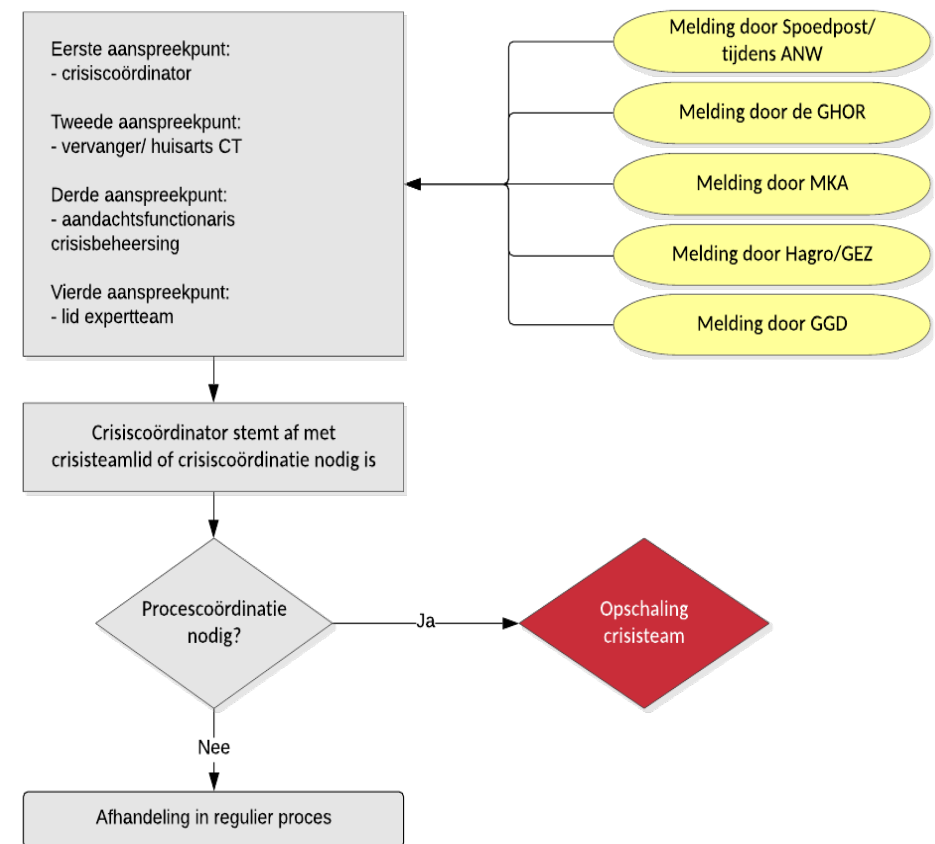 Eerste aanspreekpunt:
- crisiscoördinator
Tweede aanspreekpunt:
- vervanger/ huisarts CT
Derde aanspreekpunt:
- aandachtsfunctionaris
crisisbeheersing
Vierde aanspreekpunt:
- lid expertteam
Melding door Spoedpost/
tijdens ANW
Melding door de GHOR
Melding door MKA
Melding door Hagro/GEZ
Melding door GGD
Crisiscoördinator stemt af met
crisisteamlid of crisiscoördinatie nodig is
Procescoördinatie
nodig?
Ja
Opschaling
crisisteam
Nee
Afhandeling in regulier proces